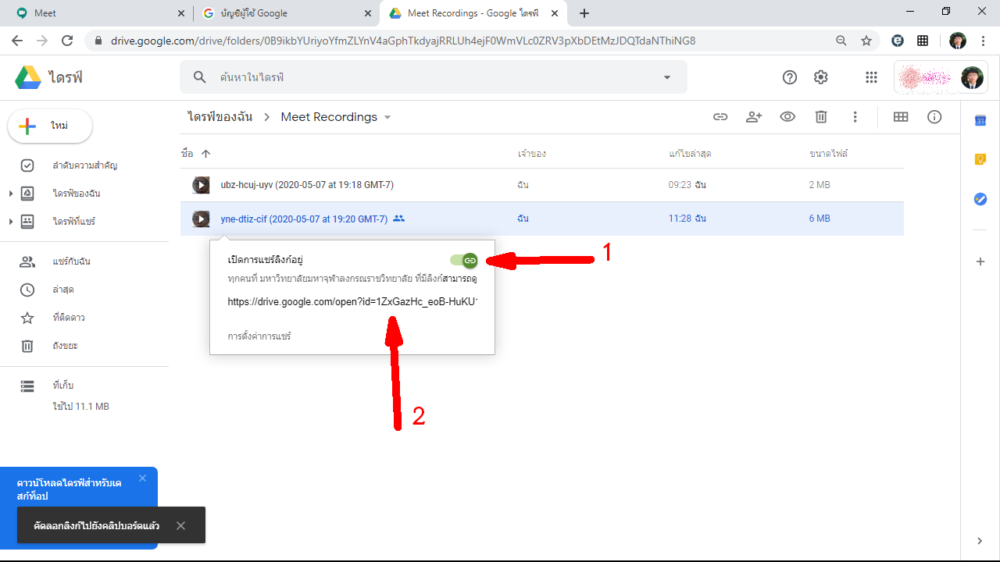 Meet
บัญชีผู้ใช้ Google
Meet Recordings - Google ไดรฟ์
drive.google.com/drive/folders/0B9ikbYUriyoYfmZLYnV4aGphTkdyajRRLUh4ejF0WmVLc0ZRV3pXbDEtMzJDQTdaNThiNG8
ไดรฟ์
ค้นหาในไดรฟ์
ใหม่
ไดรฟ์ของฉัน
Meet Recordings
ชื่อ
เจ้าของ
แก้ไขล่าสุด
ขนาดไฟล์
ลำดับความสำคัญ
ไดรฟ์ของฉัน
ไดรฟ์ที่แชร์
แชร์กับฉัน
ล่าสุด
ที่ติดดาว
ถังขยะ
ที่เก็บ
ใช้ไป 11.1 MB
ubz-hcuj-uyv (2020-05-07 at 19:18 GMT-7)
ฉัน
09:23 ฉัน
2 MB
yne-dtiz-cif (2020-05-07 at 19:20 GMT-7)
ฉัน
11:28 ฉัน
6 MB
เปิดการแชร์ลิงก์อยู่
1
ทุกคนที่ มหาวิทยาลัยมหาจุฬาลงกรณราชวิทยาลัย ที่มีลิงก์สามารถดู
https://drive.google.com/open?id=1ZxGazHc_eoB-HuKU
การตั้งค่าการแชร์
2
ดาวน์โหลดไดรฟ์สำหรับเด
สก์ท็อป
คัดลอกลิงก์ไปยังคลิปบอร์ดแล้ว
31